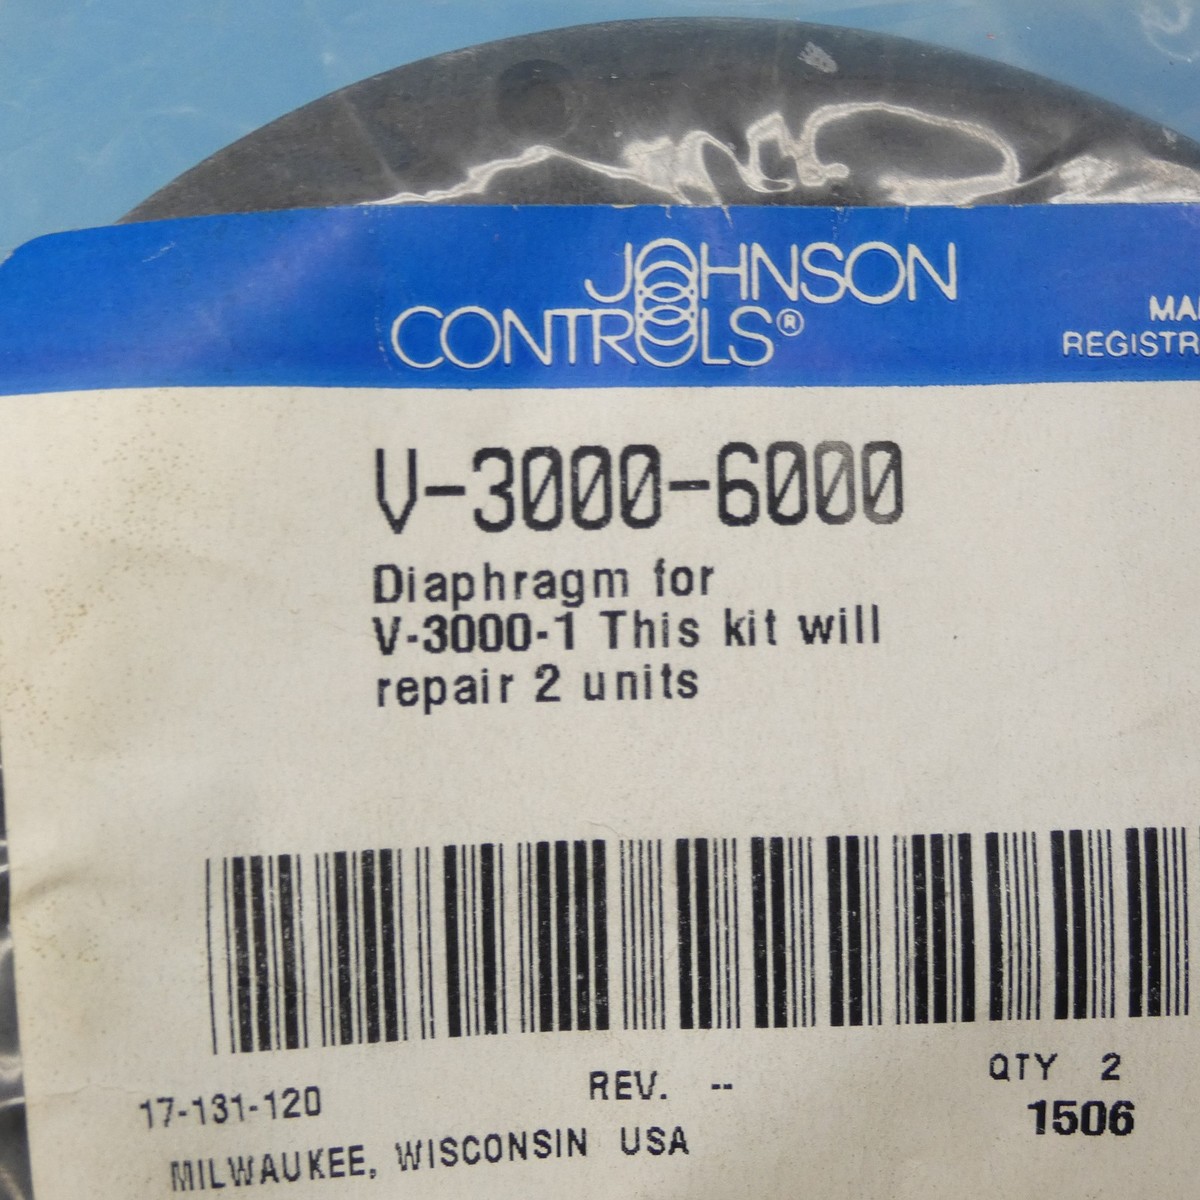 JOHNSON
CONTROLS®
V-3000-6000
Diaphragm for
V-3000-1 This kit will
repair 2 units
17-131-120
REV. --
QTY 2
1506
MILWAUKEE, WISCONSIN USA